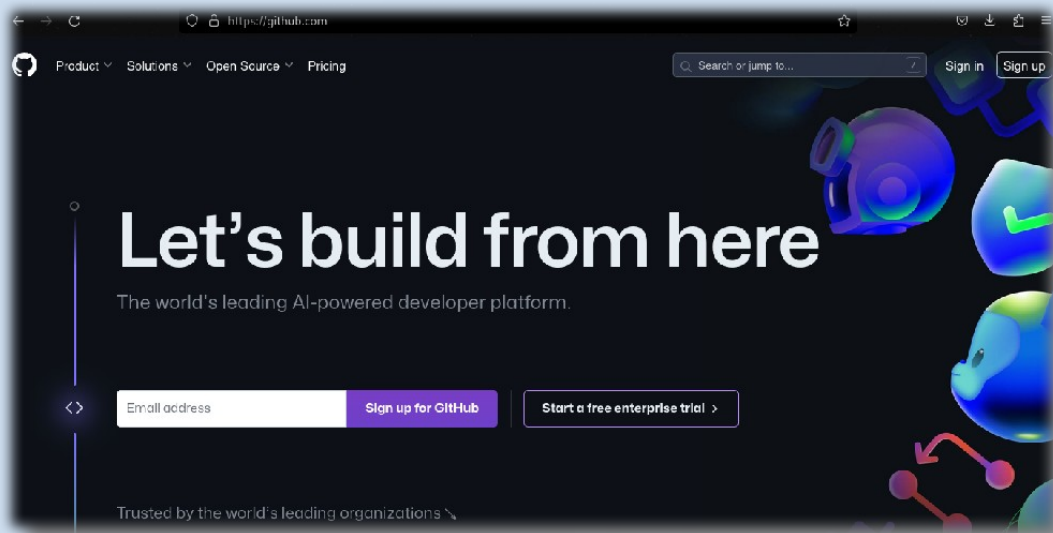 https://github.com
Product Solutions Open Source Pricing Search or jump to... / Sign in Sign up
Let's build from here
The world's leading AI-powered developer platform.
Email address Sign up for GitHub Start a free enterprise trial >
Trusted by the world's leading organizations ↘